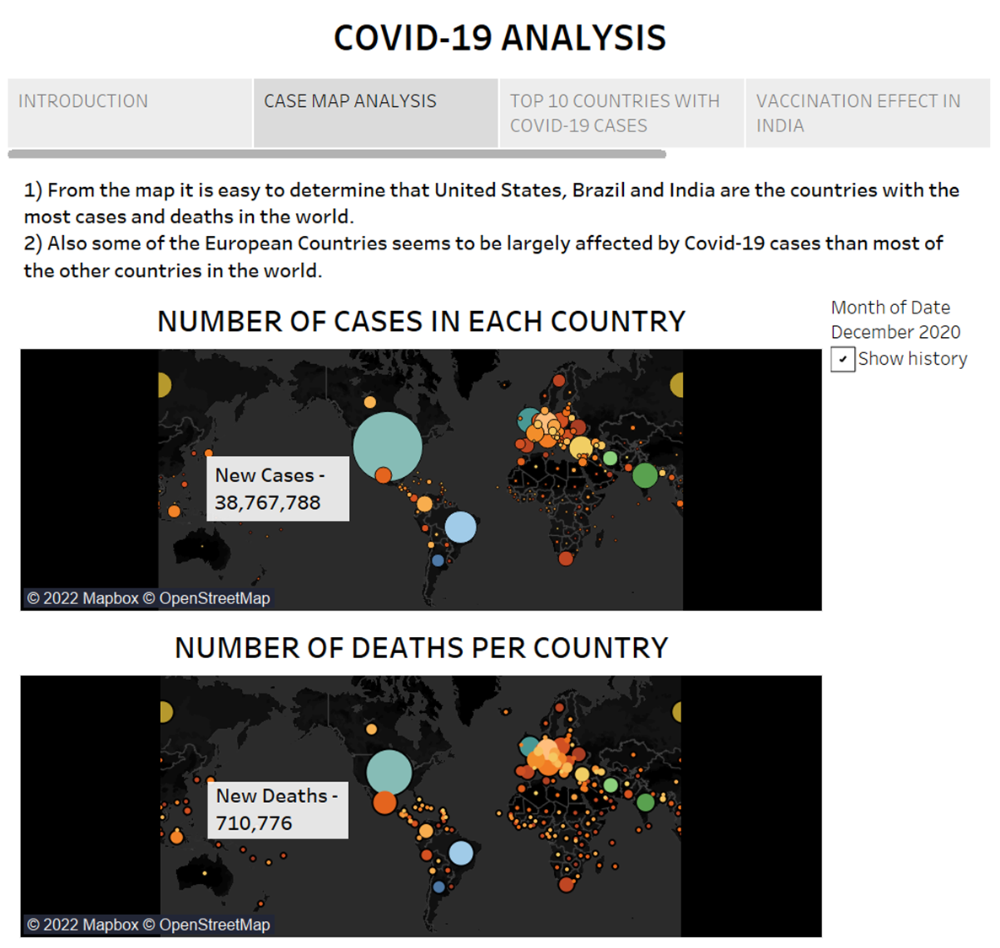 COVID-19 ANALYSIS
INTRODUCTION
CASE MAP ANALYSIS
TOP 10 COUNTRIES WITH
COVID-19 CASES
VACCINATION EFFECT IN
INDIA
1) From the map it is easy to determine that United States, Brazil and India are the countries with the
most cases and deaths in the world.
2) Also some of the European Countries seems to be largely affected by Covid-19 cases than most of
the other countries in the world.
NUMBER OF CASES IN EACH COUNTRY
Month of Date
December 2020
Show history
New Cases -
38,767,788
© 2022 Mapbox © OpenStreetMap
NUMBER OF DEATHS PER COUNTRY
New Deaths -
710,776
© 2022 Mapbox © OpenStreetMap